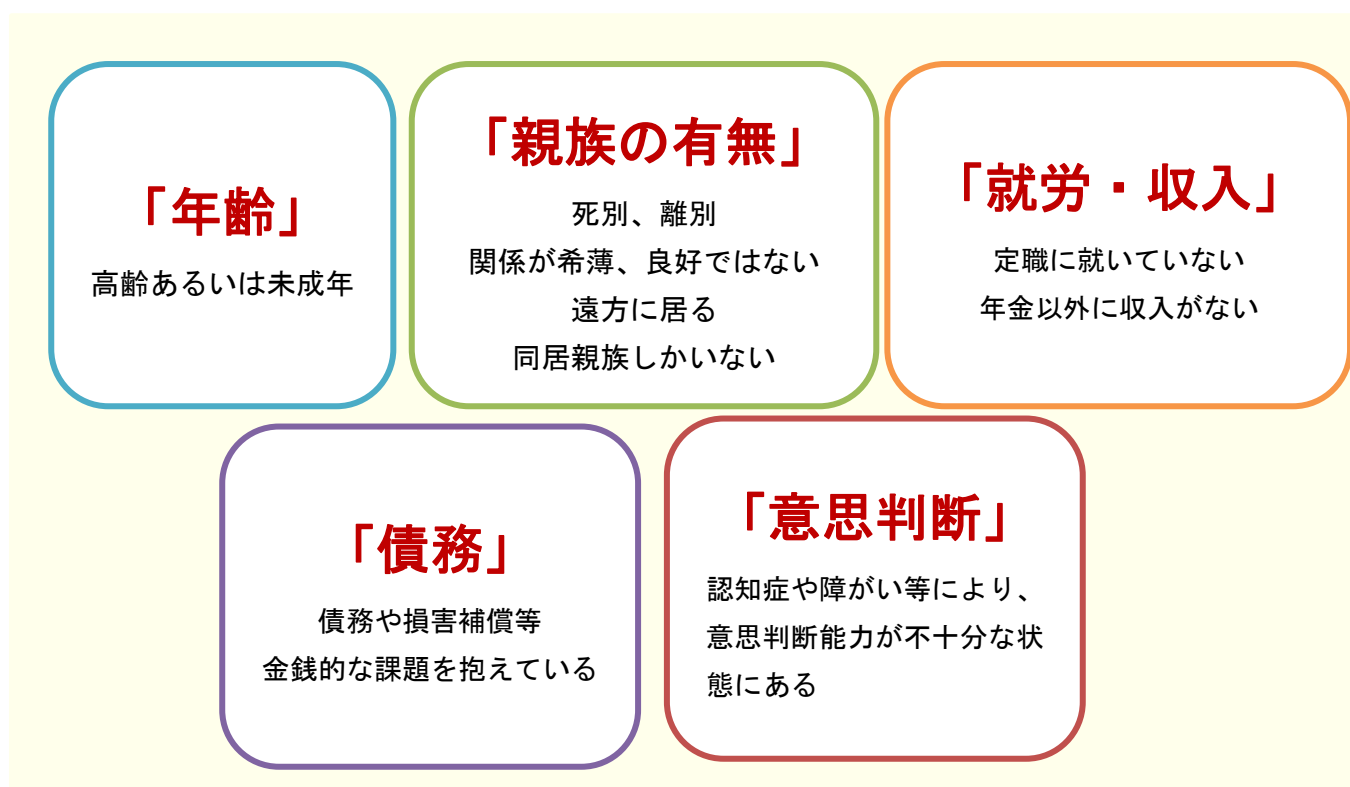 「年齢」
高齢あるいは未成年
「親族の有無」
死別、離別
関係が希薄、良好ではない
遠方に居る
同居親族しかいない
「就労・収入」
定職に就いていない
年金以外に収入がない
「債務」
債務や損害補償等
金銭的な課題を抱えている
「意思判断」
認知症や障がい等により、
意思判断能力が不十分な状
態にある